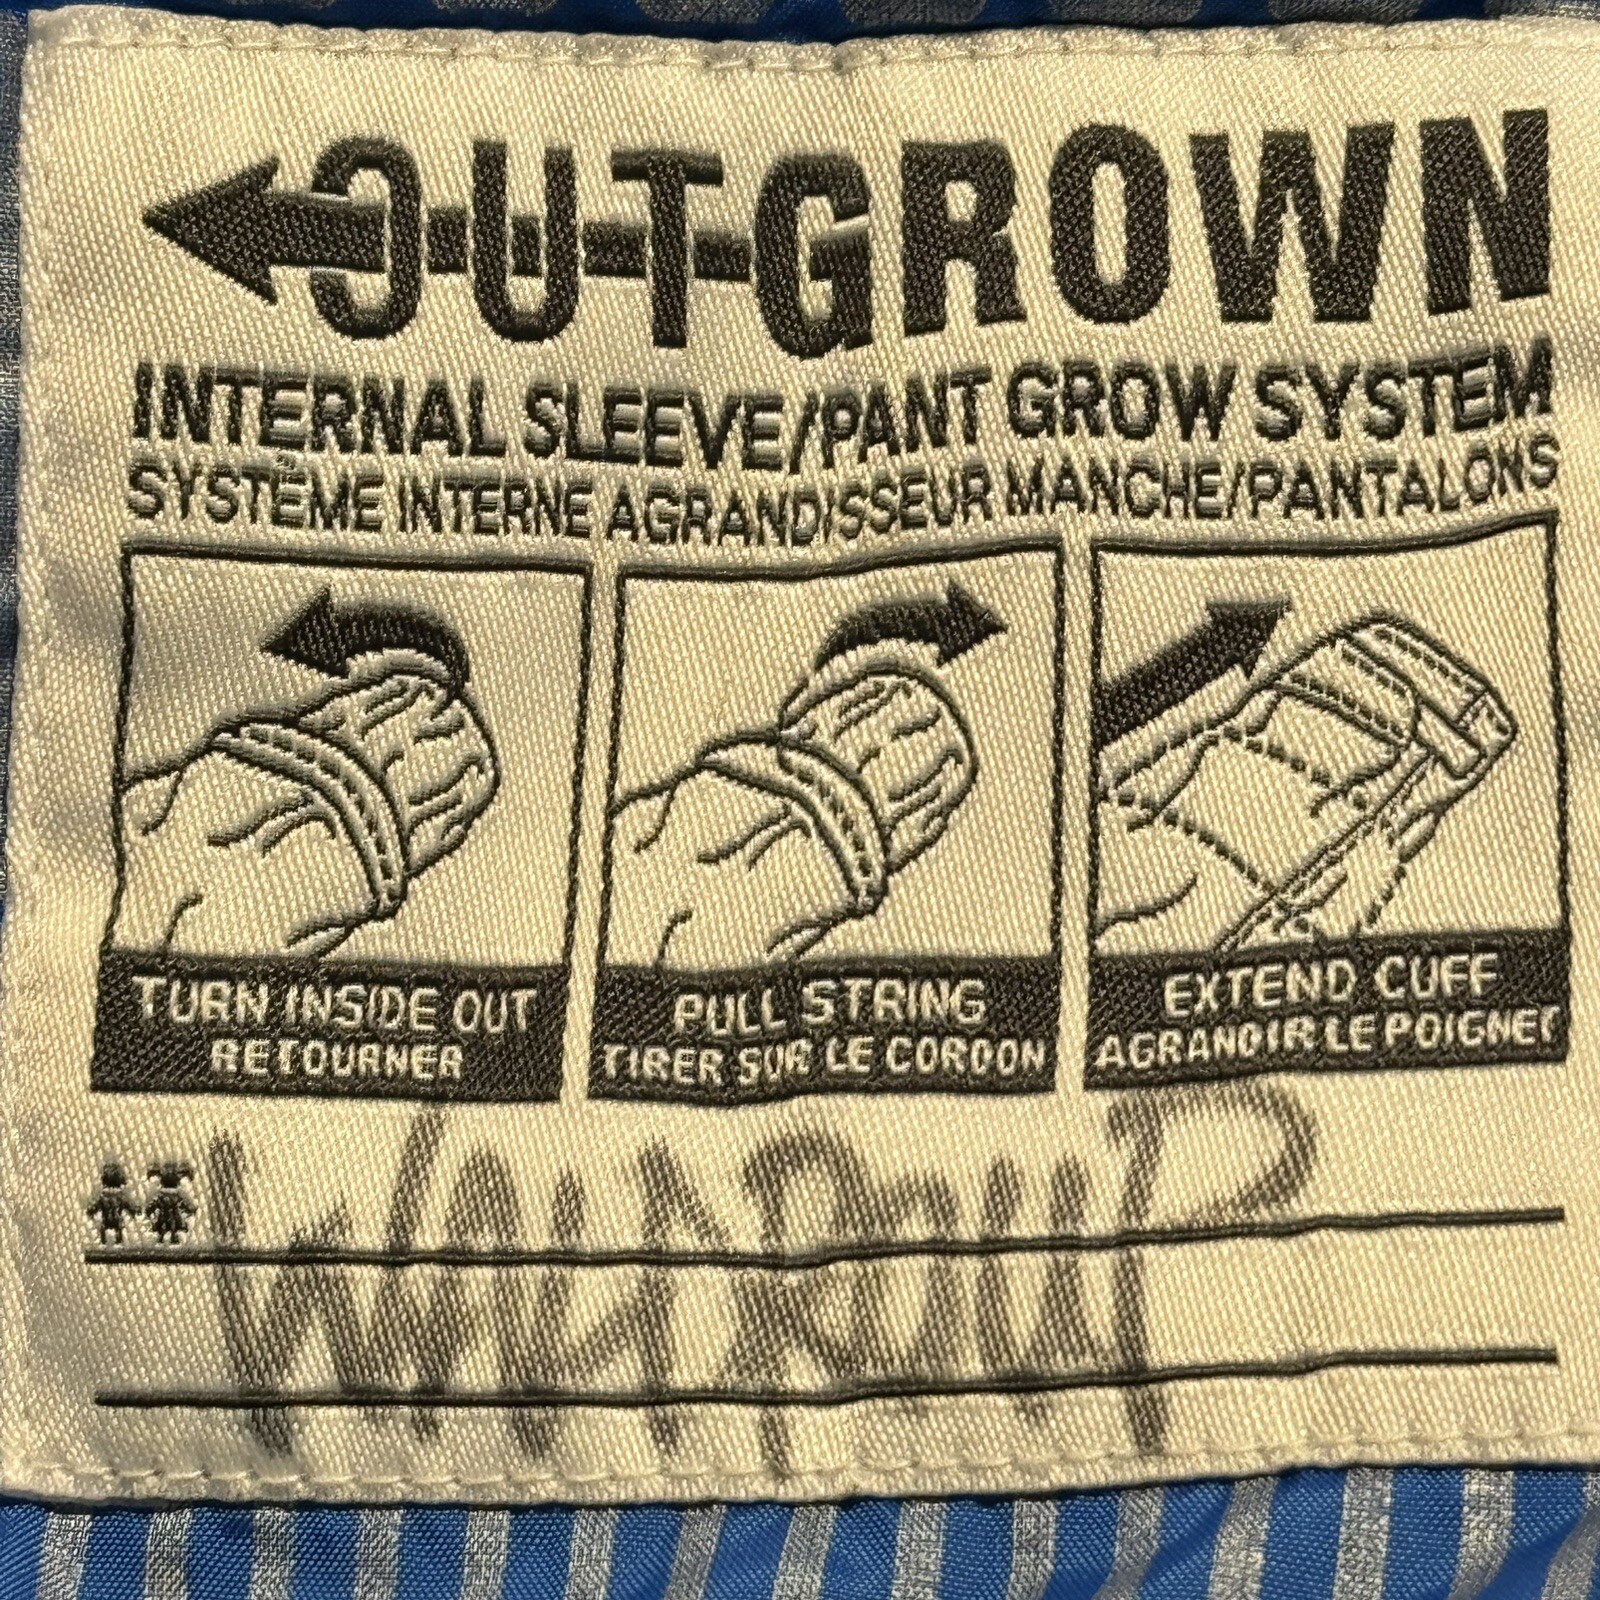 OUTGROWN
INTERNAL SLEEVE/PANT GROW SYSTEM
SYSTÈME INTERNE AGRANDISSEUR MANCHE/PANTALONS
TURN INSIDE OUT
RETOURNER
PULL STRING
TIRER SUR LE CORDON
EXTEND CUFF
AGRANDIR LE POIGNET